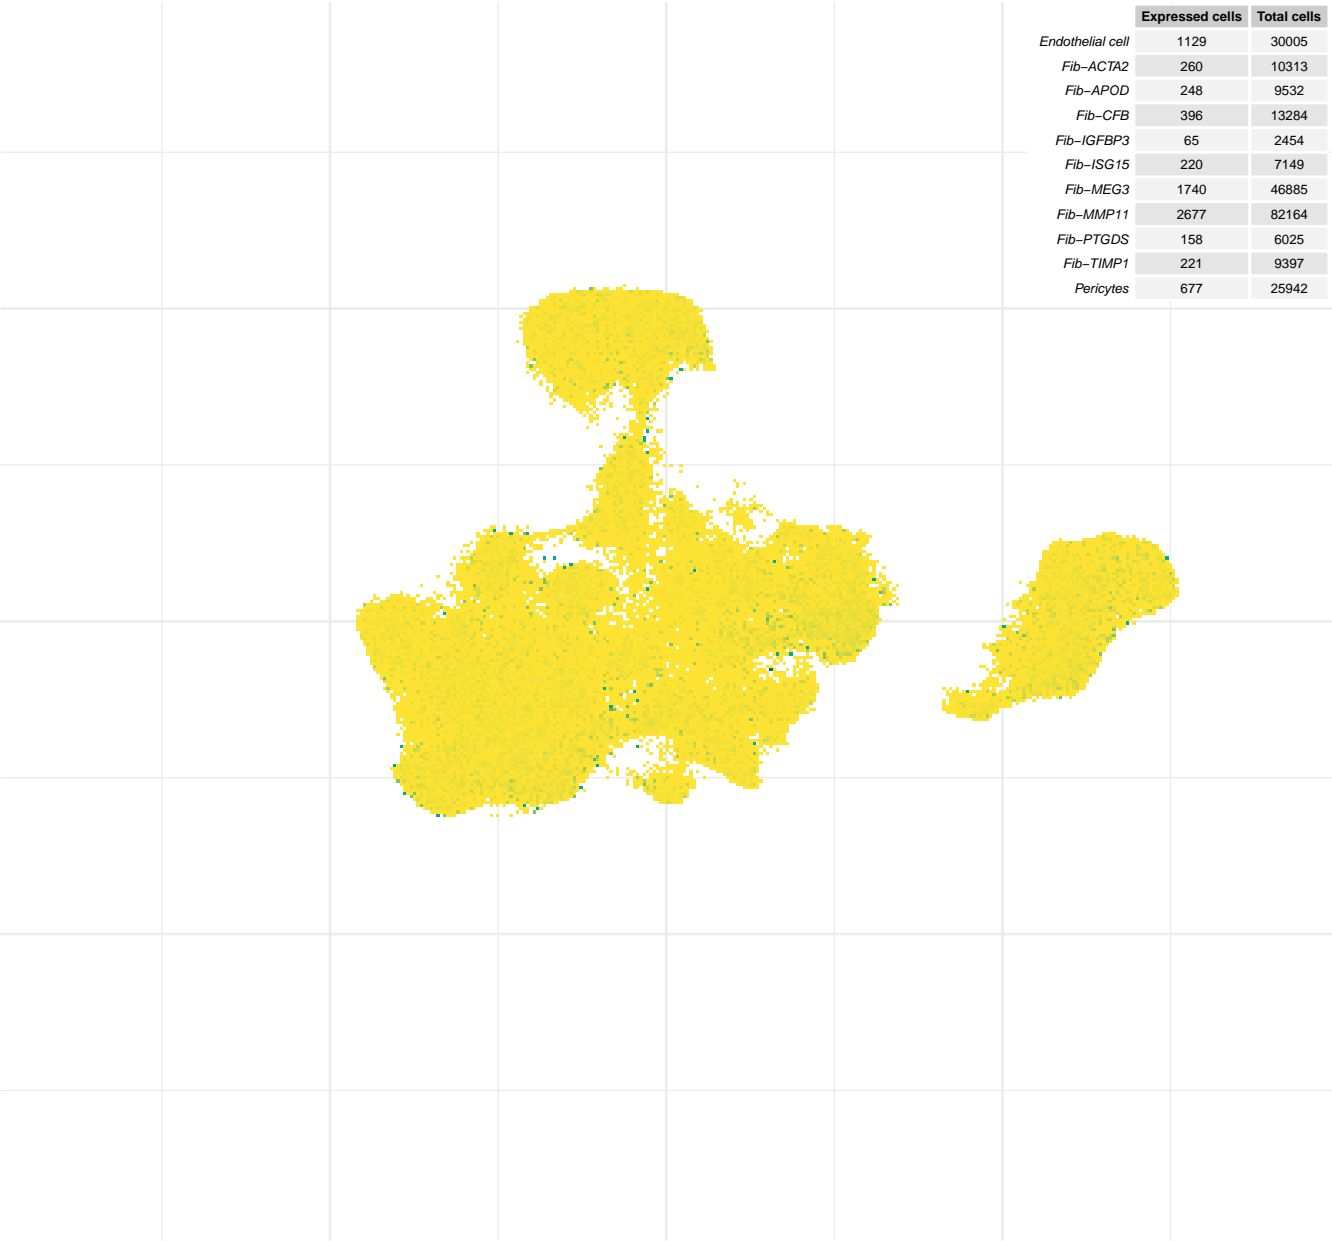 Expressed cells Total cells
Endothelial cell 1129 30005
Fib−ACTA2 260 10313
Fib−APOD 248 9532
Fib−CFB 396 13284
Fib−IGFBP3 65 2454
Fib−ISG15 220 7149
Fib−MEG3 1740 46885
Fib−MMP11 2677 82164
Fib−PTGDS 158 6025
Fib−TIMP1 221 9397
Pericytes 677 25942